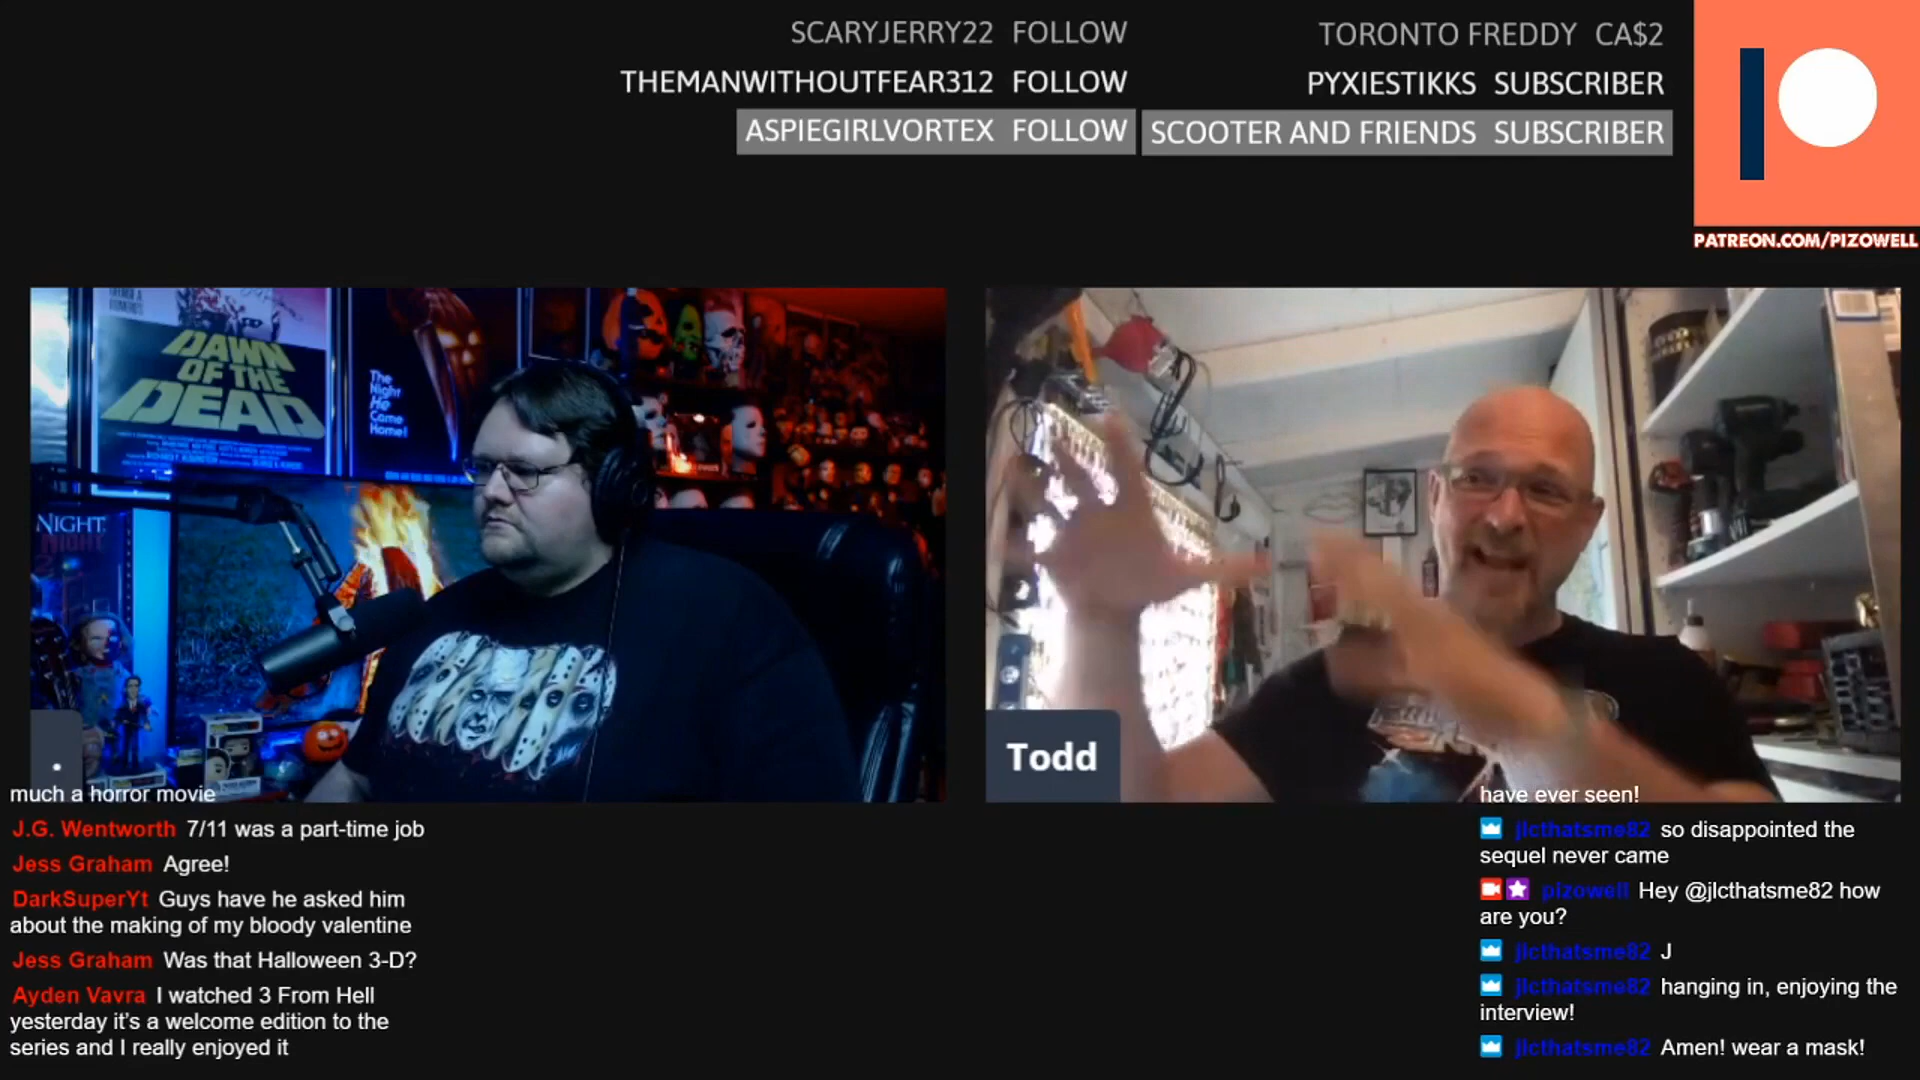 SCARYJERRY22 FOLLOW
THEMANWITHOUTFEAR312 FOLLOW
ASPIEGIRLVORTEX FOLLOW
TORONTO FREDDY CA$2
PYXIESTIKKS SUBSCRIBER
SCOOTER AND FRIENDS SUBSCRIBER
PATREON.COM/PIZOWELL
DAWN
OF THE
DEAD
The
Night
He
Came
Home!
NIGHT
Todd
much a horror movie
J.G. Wentworth 7/11 was a part-time job
Jess Graham Agree!
DarkSuperYt Guys have he asked him
about the making of my bloody valentine
Jess Graham Was that Halloween 3-D?
Ayden Vavra I watched 3 From Hell
yesterday it's a welcome edition to the
series and I really enjoyed it
have ever seen!
jlcthatsme82 so disappointed the
sequel never came
pizowell Hey @jlcthatsme82 how
are you?
jlcthatsme82 J
jlcthatsme82 hanging in, enjoying the
interview!
jlcthatsme82 Amen! wear a mask!